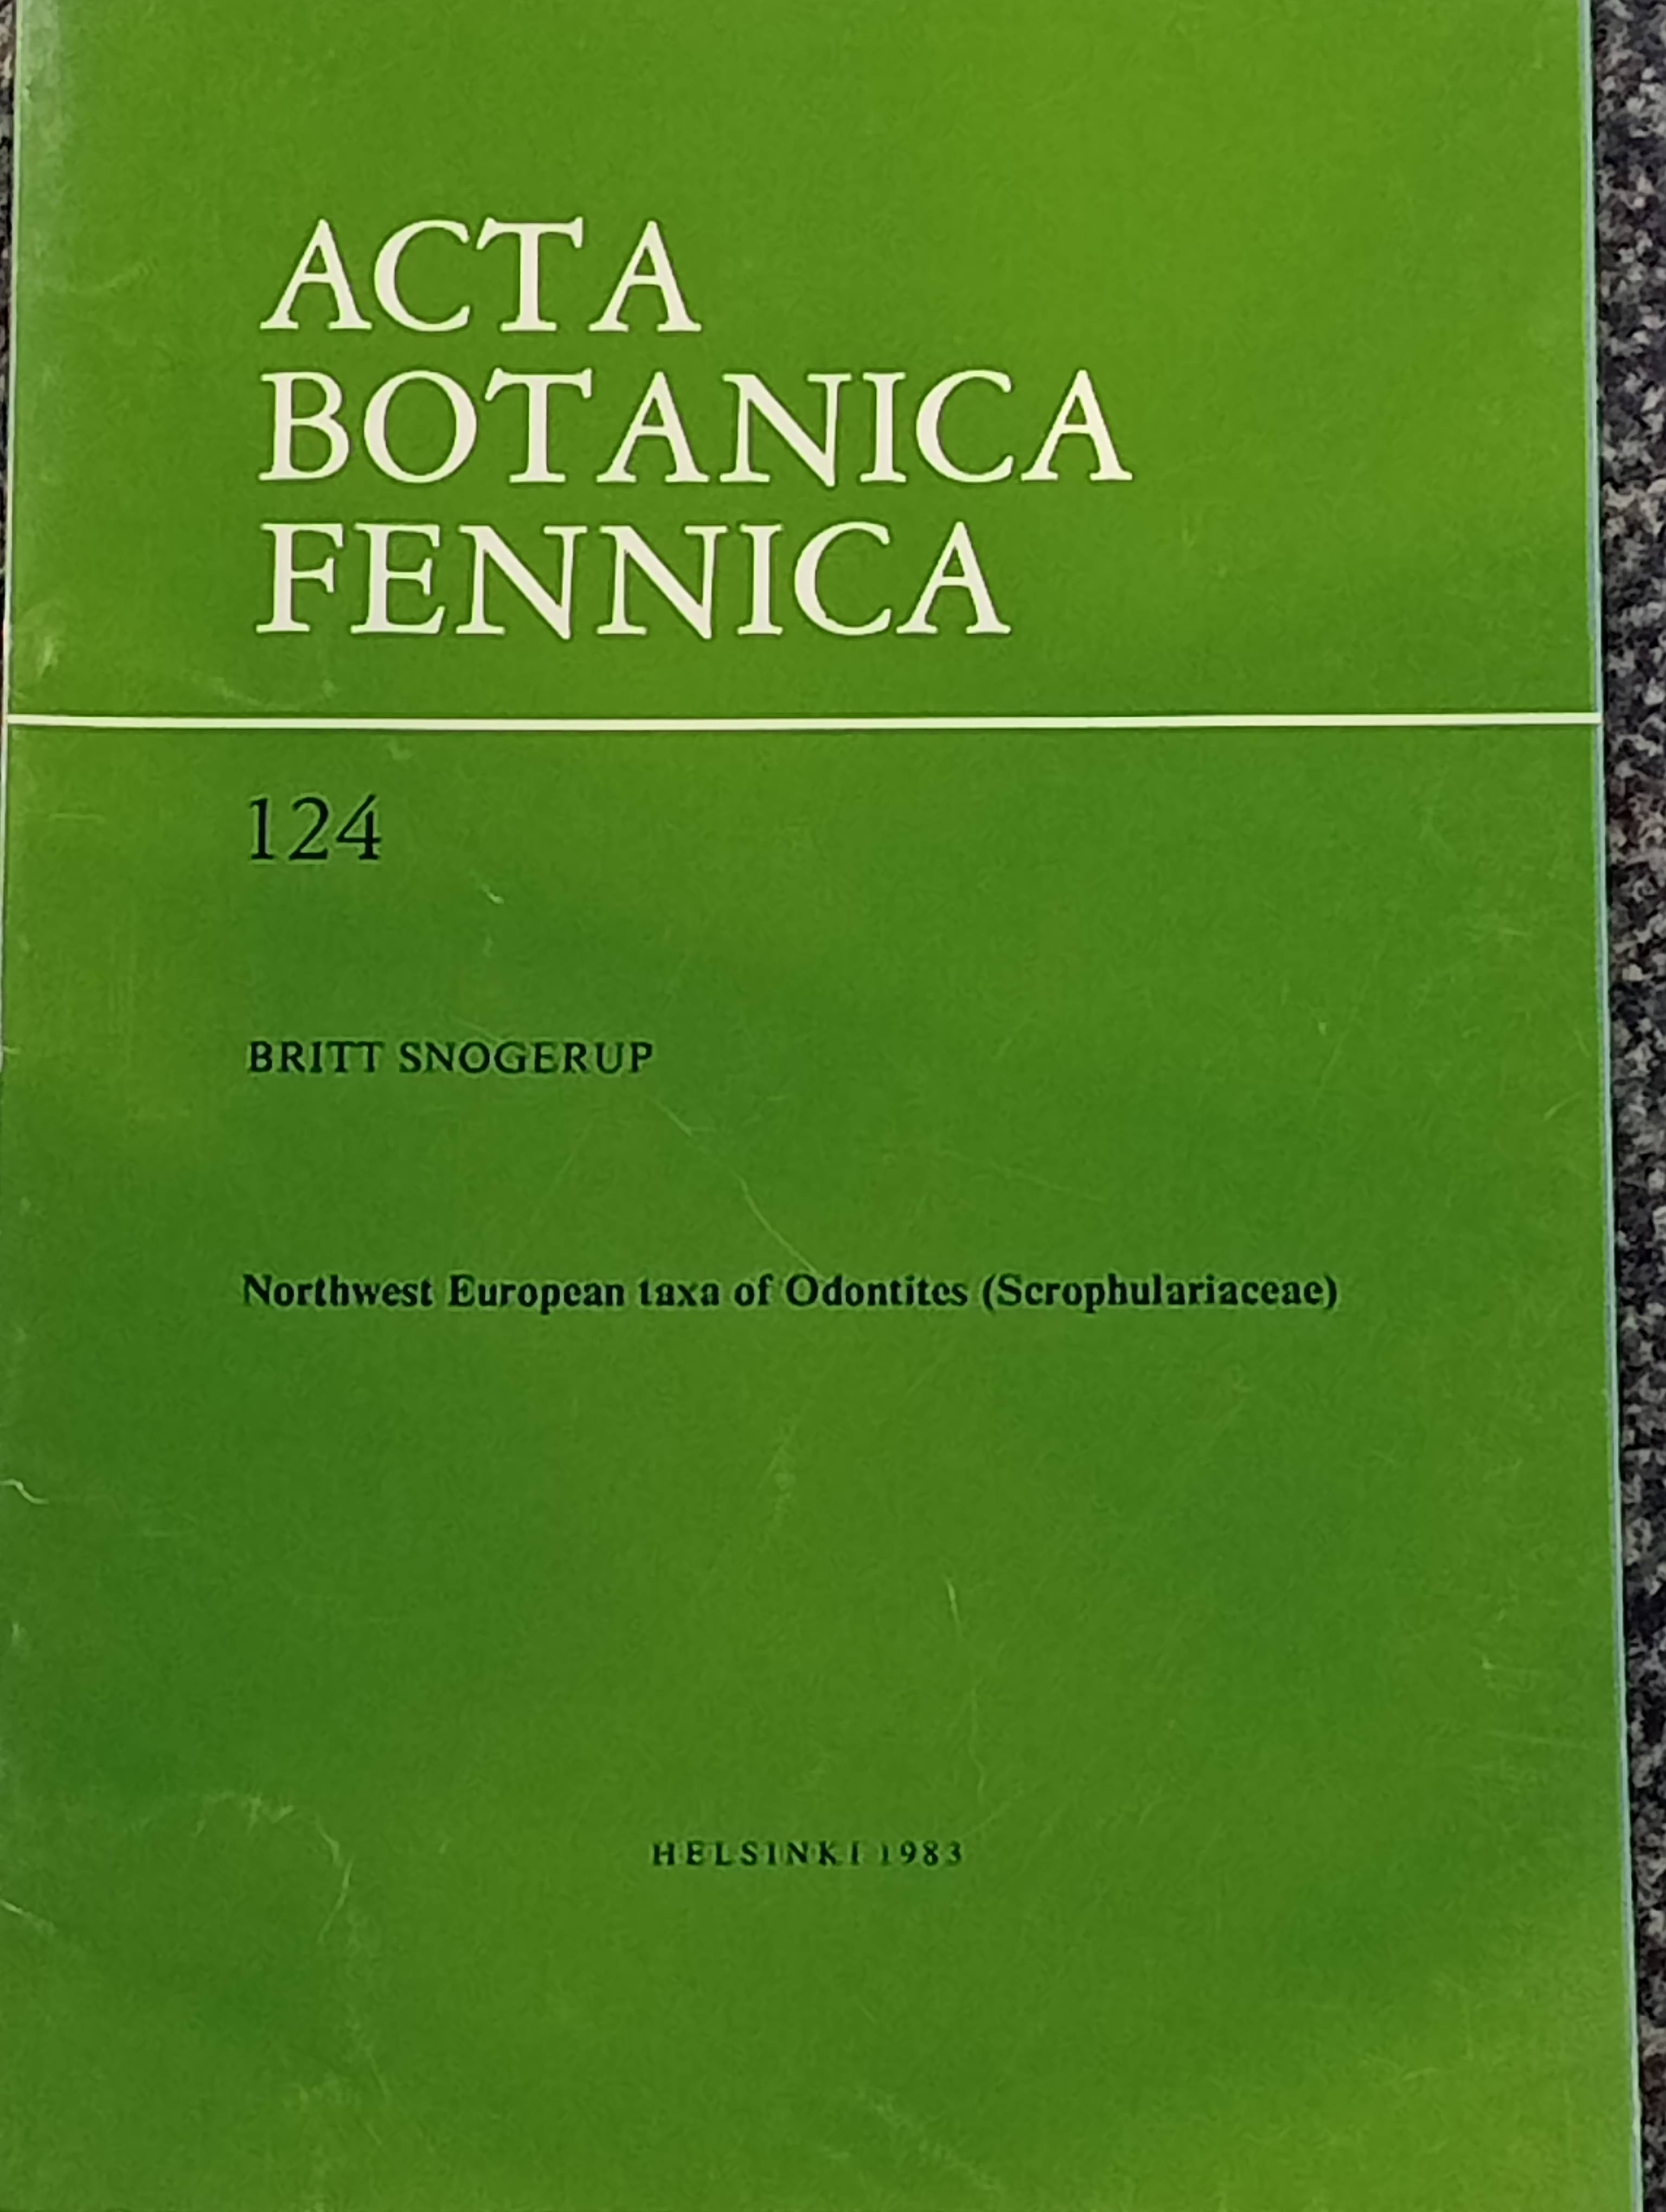 ACTA
BOTANICA
FENNICA
124
BRITT SNOGERUP
Northwest European taxa of Odontites (Scrophulariaceae)
HELSINKI 1983